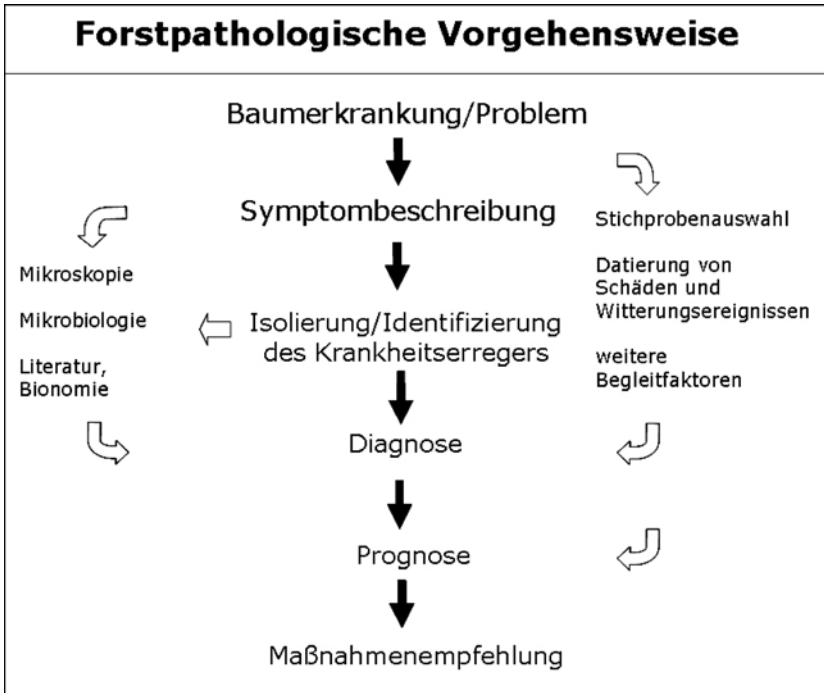 Forstpathologische Vorgehensweise
Baumerkrankung/Problem
Symptombeschreibung
Isolierung/Identifizierung
des Krankheitserregers
Diagnose
Prognose
Maßnahmenempfehlung
Mikroskopie
Mikrobiologie
Literatur,
Bionomie
Stichprobenauswahl
Datierung von
Schäden und
Witterungsereignissen
weitere
Begleitfaktoren